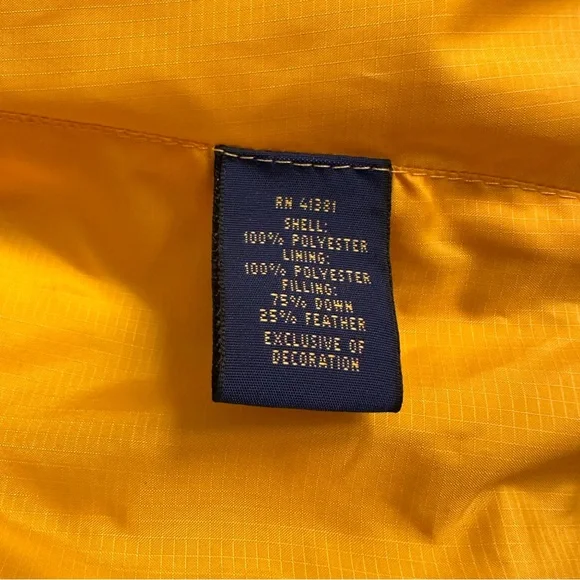 RN 41381
SHELL:
100% POLYESTER
LINING:
100% POLYESTER
FILLING:
75% DOWN
25% FEATHER
EXCLUSIVE OF
DECORATION